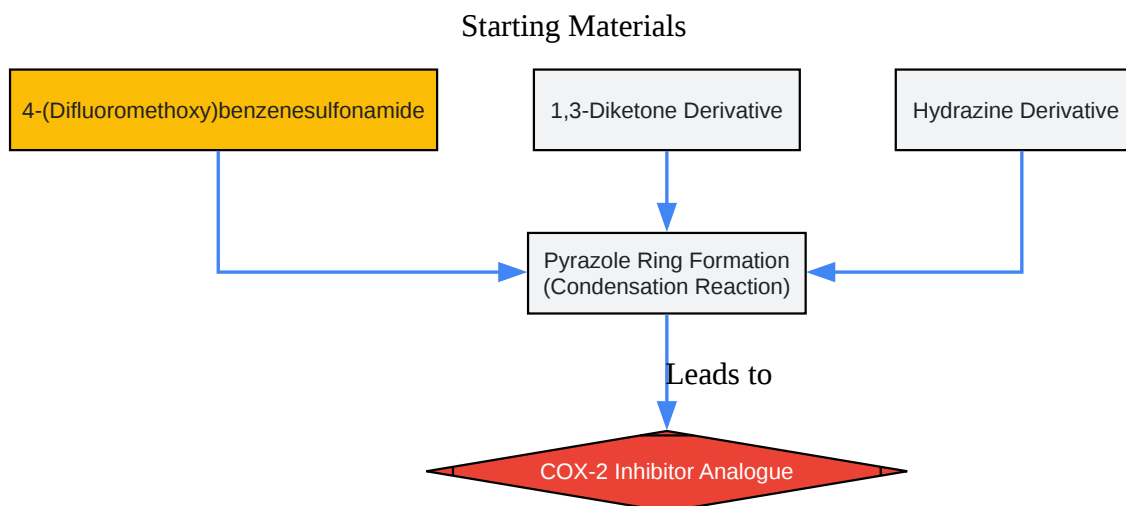 Starting Materials
4-(Difluoromethoxy)benzenesulfonamide
1,3-Diketone Derivative
Hydrazine Derivative
Pyrazole Ring Formation
(Condensation Reaction)
Leads to
COX-2 Inhibitor Analogue